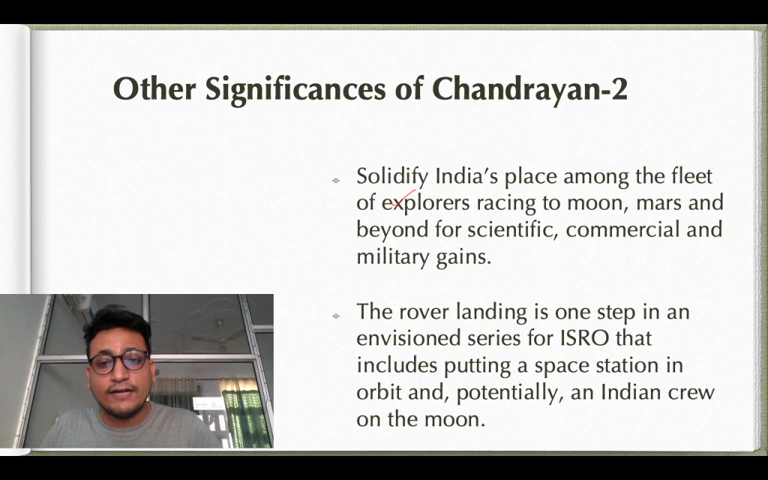 Other Significances of Chandrayan-2
Solidify India's place among the fleet
of explorers racing to moon, mars and
beyond for scientific, commercial and
military gains.
The rover landing is one step in an
envisioned series for ISRO that
includes putting a space station in
orbit and, potentially, an Indian crew
on the moon.